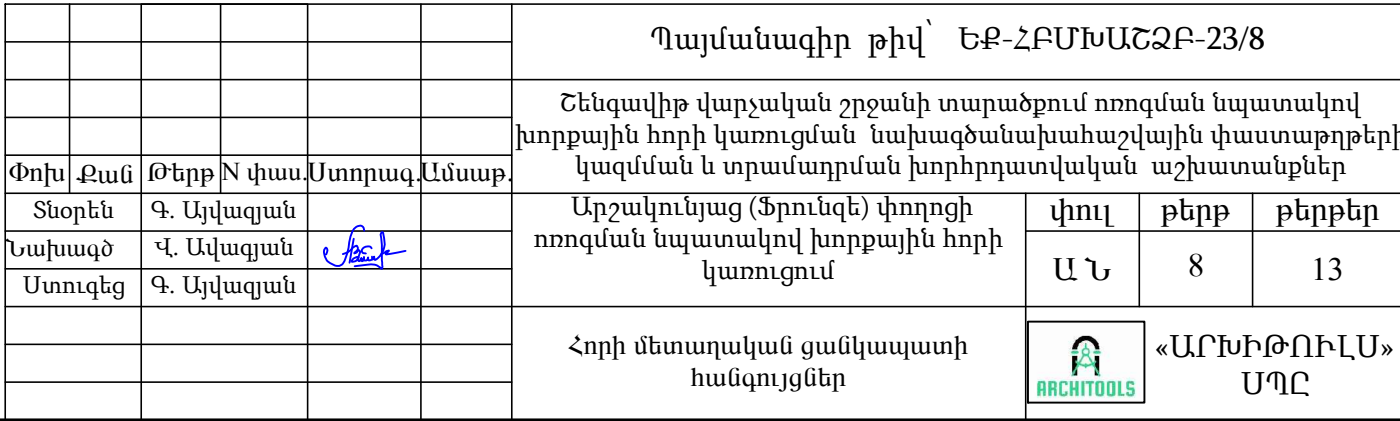 Պայմանագիր թիվ՝ ԵՔ-ՀԲՄԽԱՇՁԲ-23/8
Շենգավիթ վարչական շրջանի տարածքում ոռոգման նպատակով
խորքային հորի կառուցման նախագծանախահաշվային փաստաթղթերի
կազմման և տրամադրման խորհրդատվական աշխատանքներ
Փոխ Քան Թերթ N փաս. Ստորագ. Ամսաթ.
Տնօրեն Գ. Այվազյան
Նախագծ Վ. Ավագյան
Ստուգեց Գ. Այվազյան
Արշակունյաց (Ֆրունզե) փողոցի
ոռոգման նպատակով խորքային հորի
կառուցում
փուլ թերթ թերթեր
Ա Ն 8 13
Հորի մետաղական ցանկապատի
հանգույցներ
ARCHITOOLS
«ԱՐԽԻԹՈՒԼՍ»
ՍՊԸ